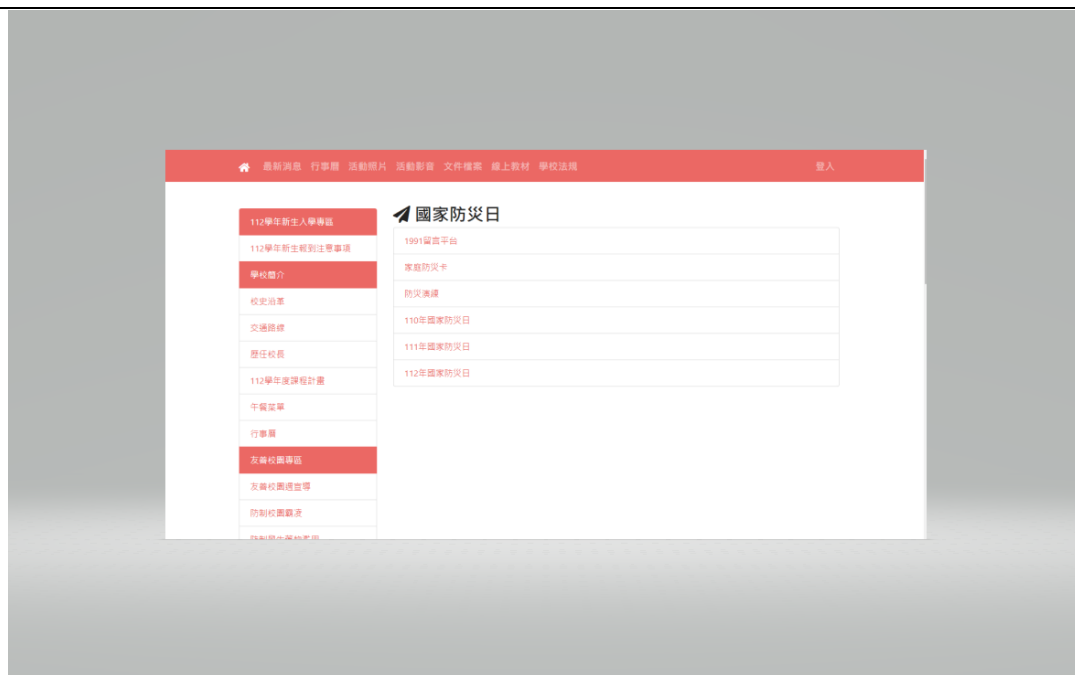 最新消息 行事曆 活動照片 活動影音 文件檔案 線上教材 學校法規 登入
112學年新生入學專區
112學年新生報到注意事項
學校簡介
校史沿革
交通路線
歷任校長
112學年度課程計畫
午餐菜單
行事曆
友善校園專區
友善校園週宣導
防制校園霸凌
國家防災日
1991留言平台
家庭防災卡
防災演練
110年國家防災日
111年國家防災日
112年國家防災日